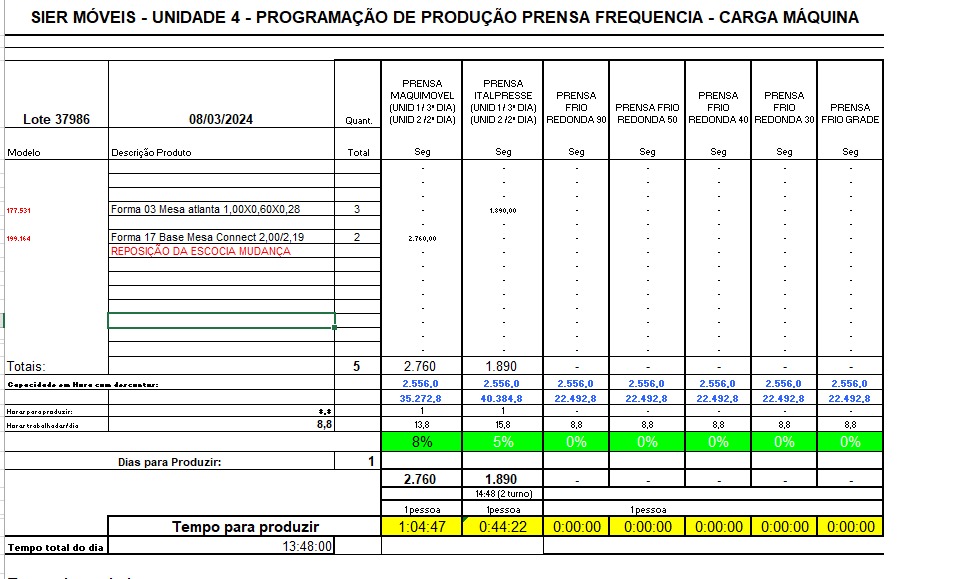 SIER MÓVEIS - UNIDADE 4 - PROGRAMAÇÃO DE PRODUÇÃO PRENSA FREQUENCIA - CARGA MÁQUINA
Lote 37986 08/03/2024 Quant. PRENSA MAQUIMOVEL (UNID 1 / 3ª DIA) (UNID 2 /2ª DIA) PRENSA ITALPRESSE (UNID 1 / 3ª DIA) (UNID 2 /2ª DIA) PRENSA FRIO REDONDA 90 PRENSA FRIO REDONDA 50 PRENSA FRIO REDONDA 40 PRENSA FRIO REDONDA 30 PRENSA FRIO GRADE
Modelo Descrição Produto Total Seg Seg Seg Seg Seg Seg Seg
- - - - - - -
- - - - - - -
- - - - - - -
177.531 Forma 03 Mesa atlanta 1,00X0,60X0,28 3 - 1.890,00 - - - - -
- - - - - - -
199.164 Forma 17 Base Mesa Connect 2,00/2,19 2 2.760,00 - - - - - -
REPOSIÇÃO DA ESCOCIA MUDANÇA - - - - - - -
- - - - - - -
- - - - - - -
- - - - - - -
- - - - - - -
- - - - - - -
- - - - - - -
- - - - - - -
Totais: 5 2.760 1.890 - - - - -
Capacidade em Hora com descontar: 2.556,0 2.556,0 2.556,0 2.556,0 2.556,0 2.556,0 2.556,0
35.272,8 40.384,8 22.492,8 22.492,8 22.492,8 22.492,8 22.492,8
Horas para produzir: 8,8 1 1 - - - - -
Horas trabalhadas/dia 8,8 13,8 15,8 8,8 8,8 8,8 8,8 8,8
8% 5% 0% 0% 0% 0% 0%
Dias para Produzir: 1
2.760 1.890 - - - - -
14:48 (2 turno)
1pessoa 1pessoa 1pessoa
Tempo para produzir 1:04:47 0:44:22 0:00:00 0:00:00 0:00:00 0:00:00 0:00:00
Tempo total do dia 13:48:00